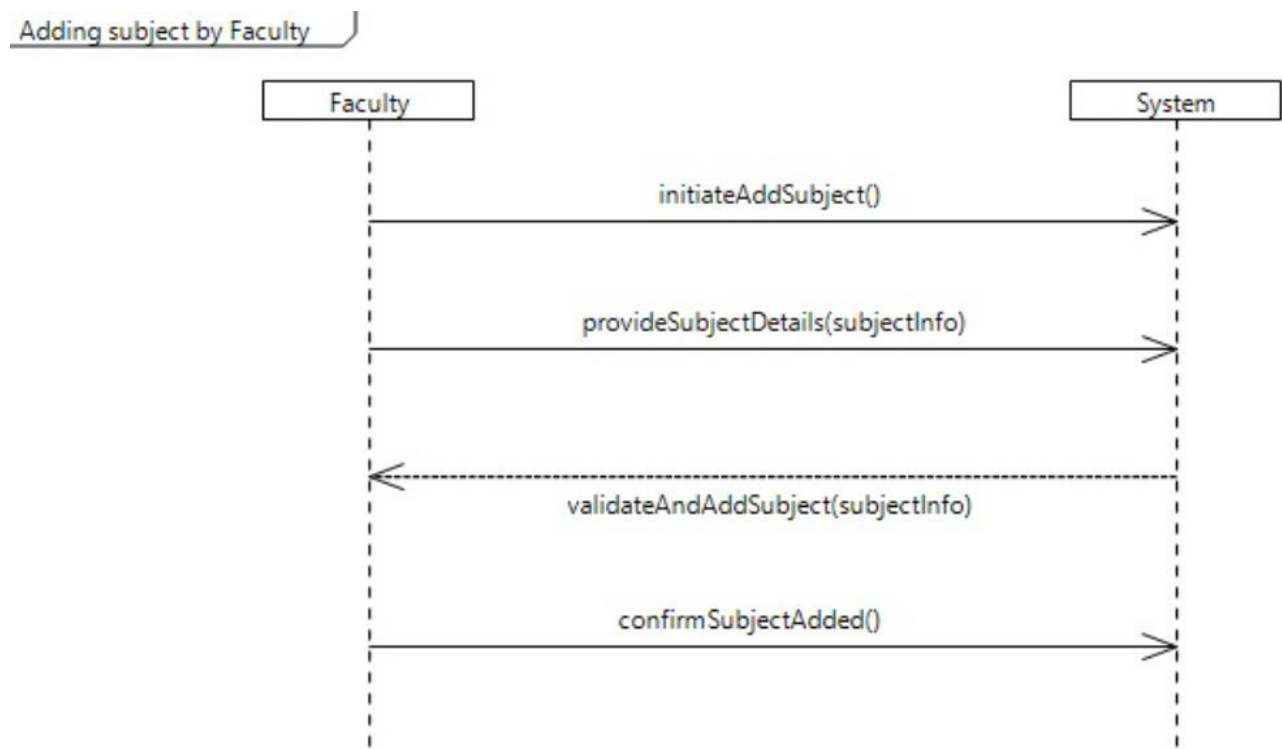 Adding subject by Faculty
Faculty
System
initiateAddSubject()
provideSubjectDetails(subjectInfo)
validateAndAddSubject(subjectInfo)
confirmSubjectAdded()